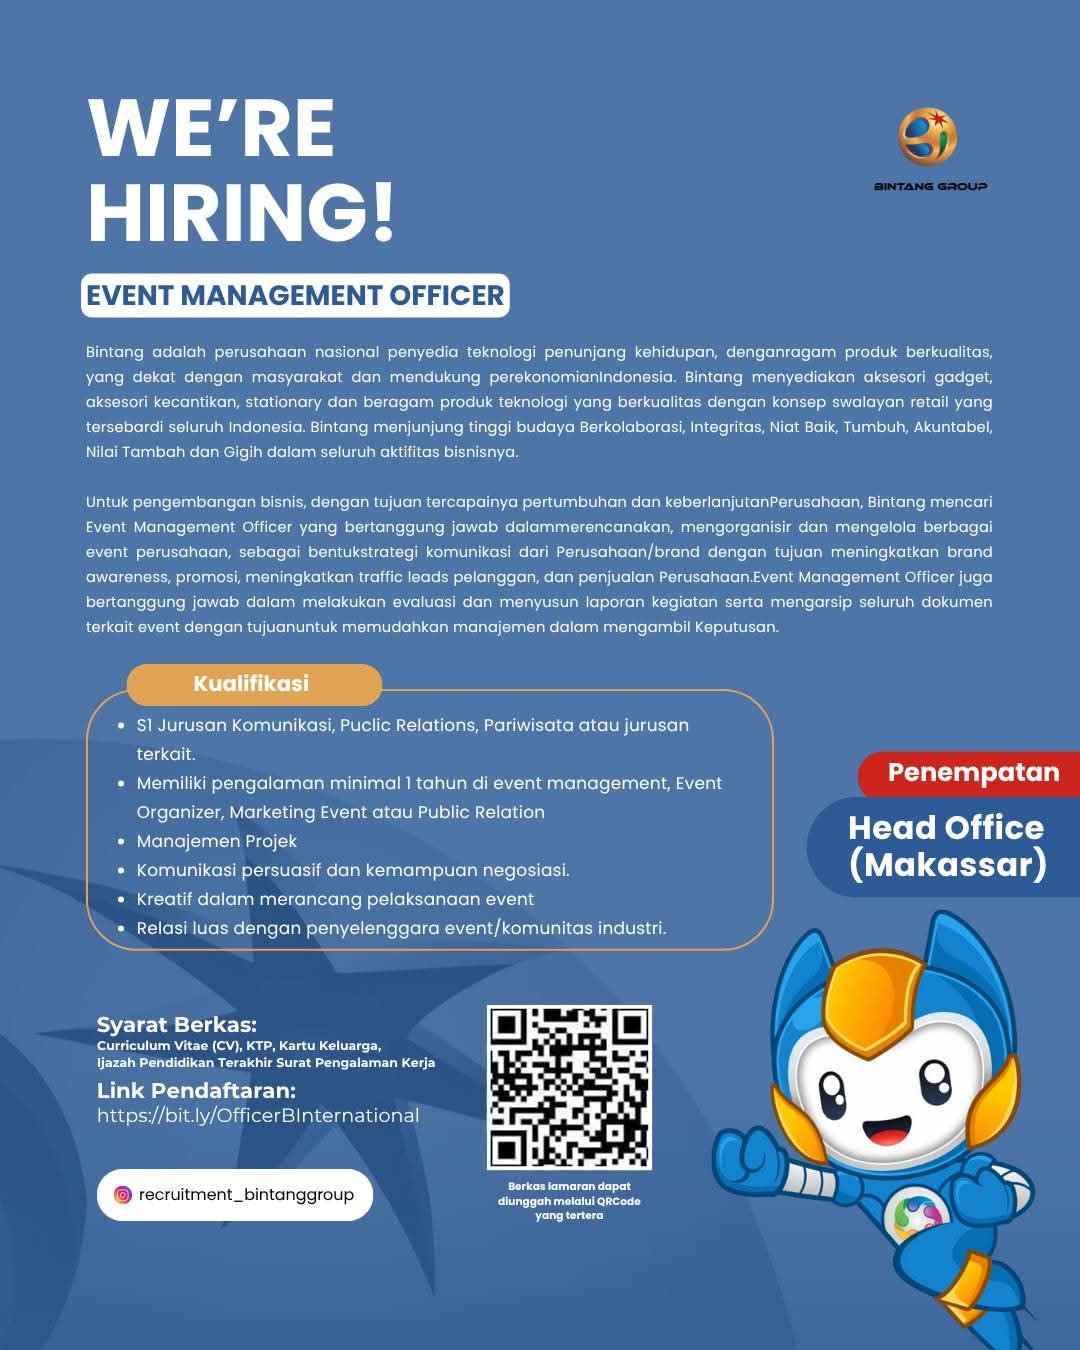 WE’RE
HIRING!
BINTANG GROUP
EVENT MANAGEMENT OFFICER
Bintang adalah perusahaan nasional penyedia teknologi penunjang kehidupan, denganragam produk berkualitas,
yang dekat dengan masyarakat dan mendukung perekonomianIndonesia. Bintang menyediakan aksesori gadget,
aksesori kecantikan, stationary dan beragam produk teknologi yang berkualitas dengan konsep swalayan retail yang
tersebardi seluruh Indonesia. Bintang menjunjung tinggi budaya Berkolaborasi, Integritas, Niat Baik, Tumbuh, Akuntabel,
Nilai Tambah dan Gigih dalam seluruh aktifitas bisnisnya.
Untuk pengembangan bisnis, dengan tujuan tercapainya pertumbuhan dan keberlanjutanPerusahaan, Bintang mencari
Event Management Officer yang bertanggung jawab dalammerencanakan, mengorganisir dan mengelola berbagai
event perusahaan, sebagai bentukstrategi komunikasi dari Perusahaan/brand dengan tujuan meningkatkan brand
awareness, promosi, meningkatkan traffic leads pelanggan, dan penjualan Perusahaan.Event Management Officer juga
bertanggung jawab dalam melakukan evaluasi dan menyusun laporan kegiatan serta mengarsip seluruh dokumen
terkait event dengan tujuanuntuk memudahkan manajemen dalam mengambil Keputusan.
Kualifikasi
• S1 Jurusan Komunikasi, Puclic Relations, Pariwisata atau jurusan
terkait.
• Memiliki pengalaman minimal 1 tahun di event management, Event
Organizer, Marketing Event atau Public Relation
• Manajemen Projek
• Komunikasi persuasif dan kemampuan negosiasi.
• Kreatif dalam merancang pelaksanaan event
• Relasi luas dengan penyelenggara event/komunitas industri.
Penempatan
Head Office
(Makassar)
Syarat Berkas:
Curriculum Vitae (CV), KTP, Kartu Keluarga,
Ijazah Pendidikan Terakhir Surat Pengalaman Kerja
Link Pendaftaran:
https://bit.ly/OfficerBInternational
recruitment_bintanggroup
Berkas lamaran dapat
diunggah melalui QRCode
yang tertera